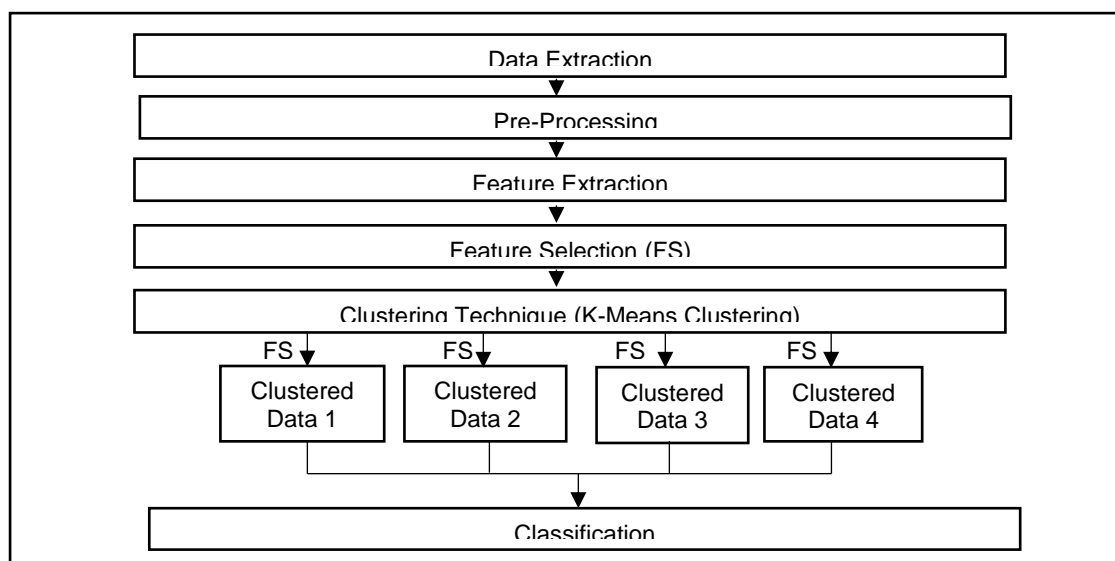 Data Extraction
Pre-Processing
Feature Extraction
Feature Selection (FS)
Clustering Technique (K-Means Clustering)
FS FS FS FS
Clustered Clustered Clustered Clustered
Data 1 Data 2 Data 3 Data 4
Classification